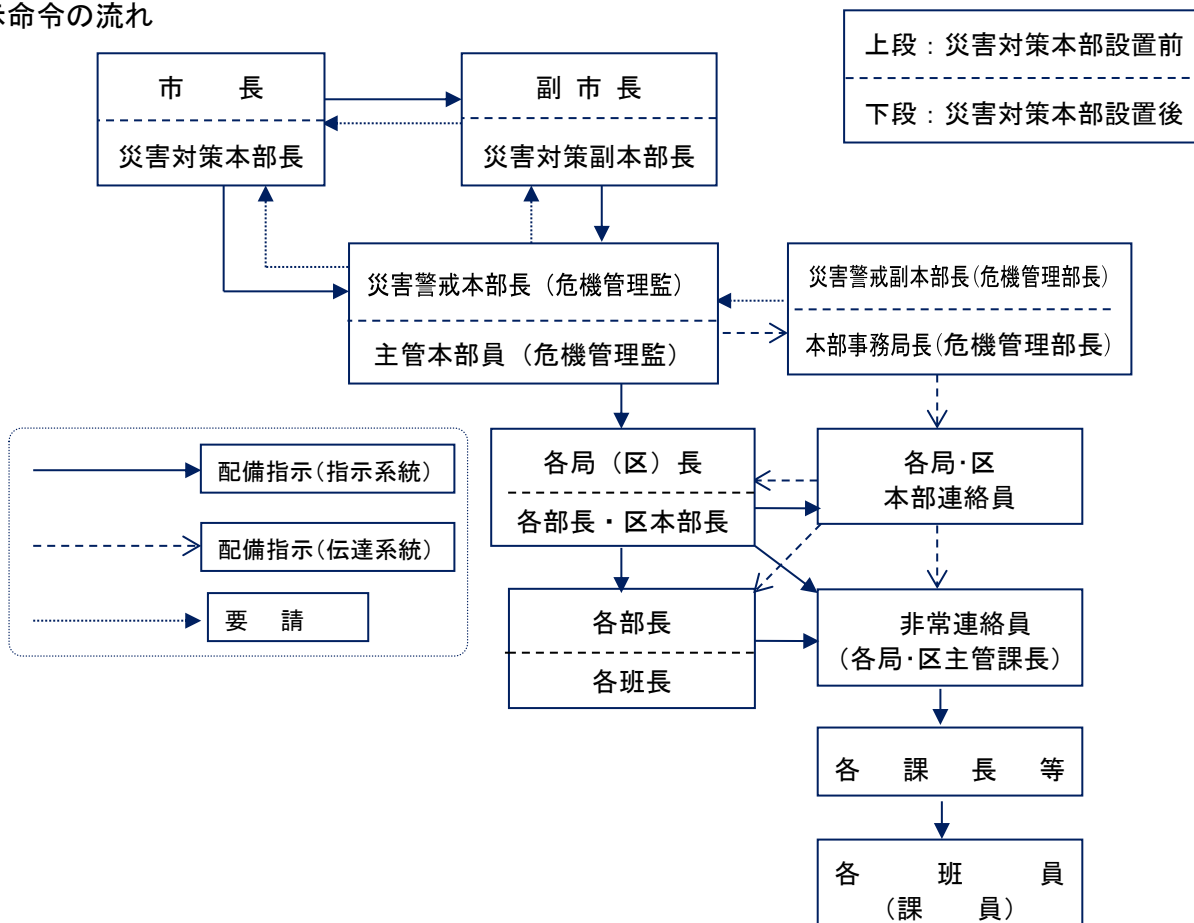 命令の流れ
上段：災害対策本部設置前
下段：災害対策本部設置後
市　長
災害対策本部長
副 市 長
災害対策副本部長
災害警戒本部長（危機管理監）
主管本部員（危機管理監）
災害警戒副本部長(危機管理部長)
本部事務局長(危機管理部長)
配備指示(指示系統)
配備指示(伝達系統)
要　請
各局（区）長
各部長・区本部長
各局・区
本部連絡員
各部長
各班長
非常連絡員
（各局・区主管課長）
各　課　長　等
各　班　員
（課　員）